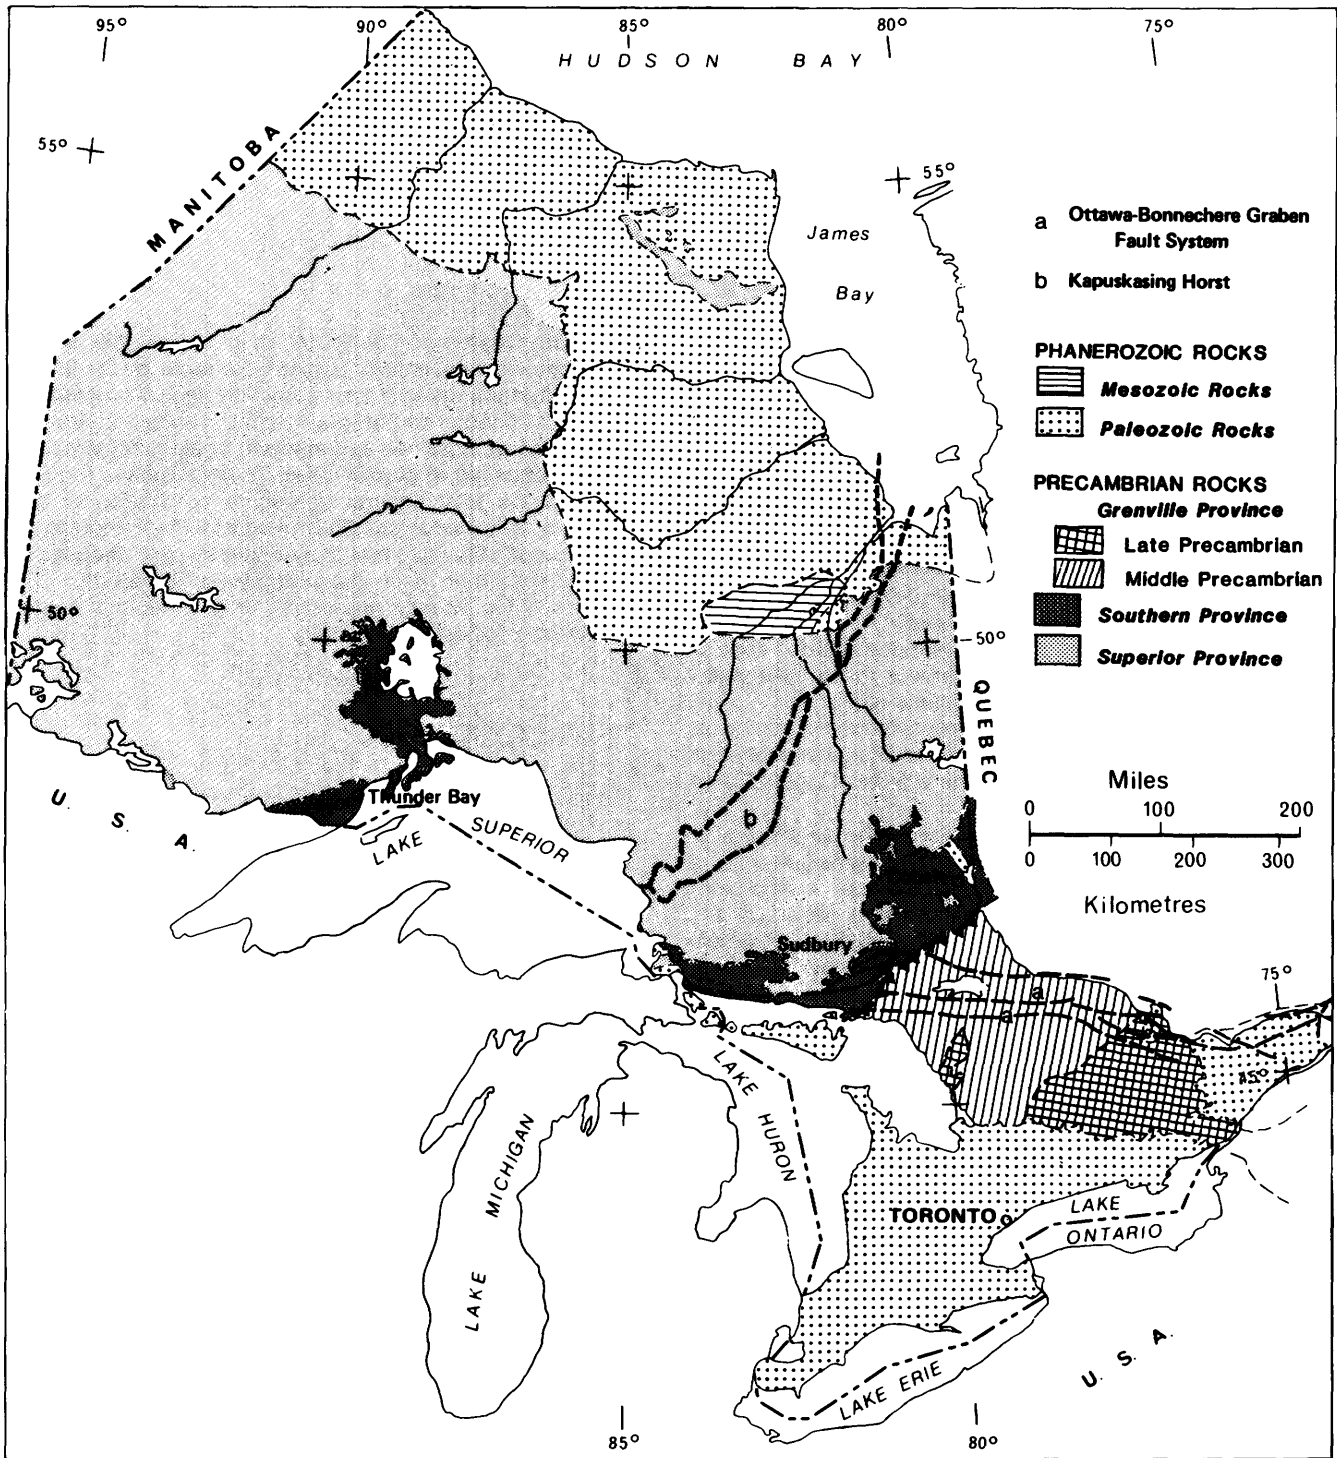 95°
90°
85°
80°
75°
HUDSON BAY
55°
MANITOBA
55°
James
Bay
a Ottawa-Bonnechere Graben
Fault System
b Kapuskasing Horst
PHANEROZOIC ROCKS
Mesozoic Rocks
Paleozoic Rocks
PRECAMBRIAN ROCKS
Grenville Province
Late Precambrian
Middle Precambrian
Southern Province
Superior Province
50°
50°
QUEBEC
Miles
0 100 200
0 100 200 300
Kilometres
U. S. A.
Thunder Bay
LAKE SUPERIOR
b
Sudbury
a
a
75°
45°
LAKE HURON
LAKE MICHIGAN
TORONTO
LAKE
ONTARIO
LAKE ERIE
U. S. A.
85°
80°